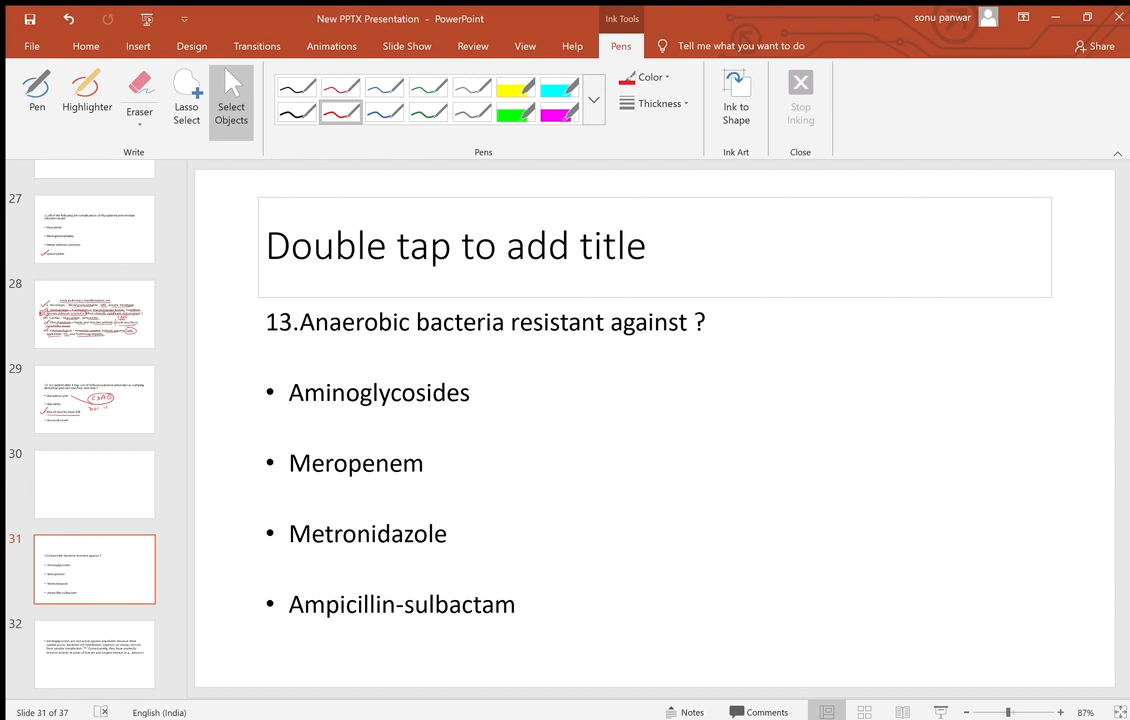 New PPTX Presentation - PowerPoint
Ink Tools
sonu panwar
File Home Insert Design Transitions Animations Slide Show Review View Help Pens Tell me what you want to do Share
Pen
Highlighter
Eraser
Lasso Select
Select Objects
Color
Thickness
Ink to Shape
Stop Inking
Write Pens Ink Art Close
27
28
29
30
31
32
Double tap to add title
13.Anaerobic bacteria resistant against ?
• Aminoglycosides
• Meropenem
• Metronidazole
• Ampicillin-sulbactam
Slide 31 of 37 English (India) Notes Comments 87%